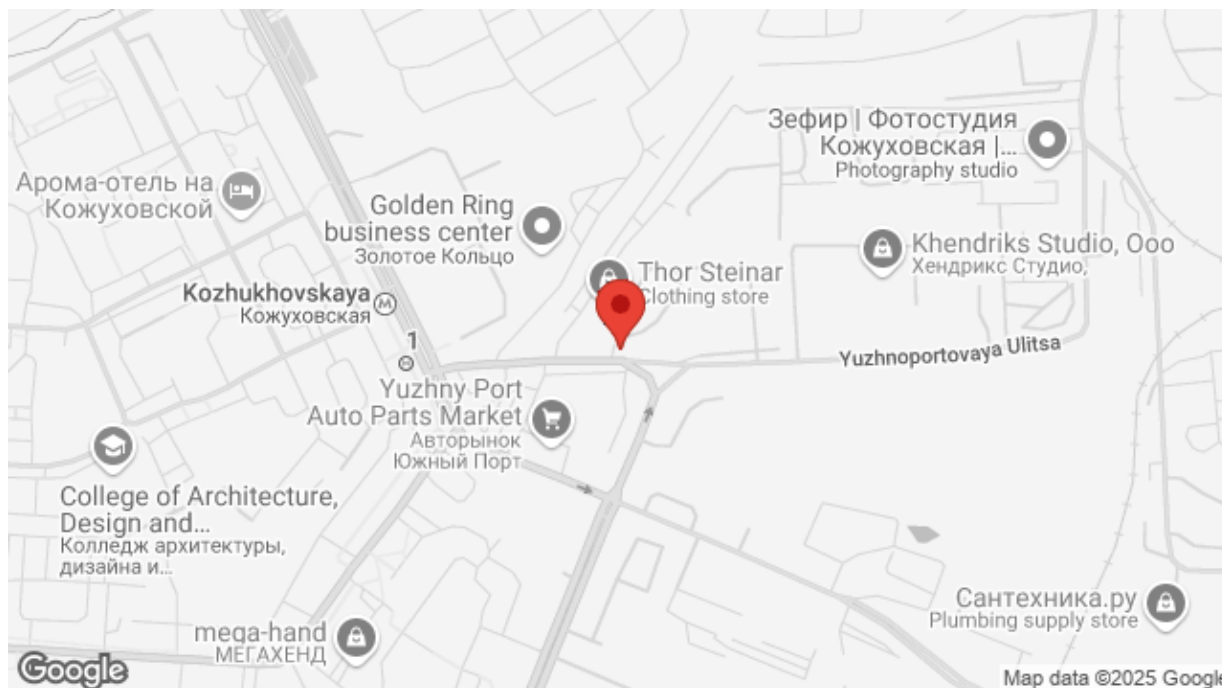 Зефир | Фотостудия
Кожуховская |...
Photography studio
Арома-отель на
Кожуховской
Golden Ring
business center
Золотое Кольцо
Khendriks Studio, Ooo
Хендрикс Студио,
Thor Steinar
Clothing store
Kozhukhovskaya
Кожуховская
M
1
Yuzhnoportovaya Ulitsa
Yuzhny Port
Auto Parts Market
Авторынок
Южный Порт
College of Architecture,
Design and...
Колледж архитектуры,
дизайна и...
Сантехника.ру
Plumbing supply store
mega-hand
МЕГАХЕНД
Google
Map data ©2025 Google